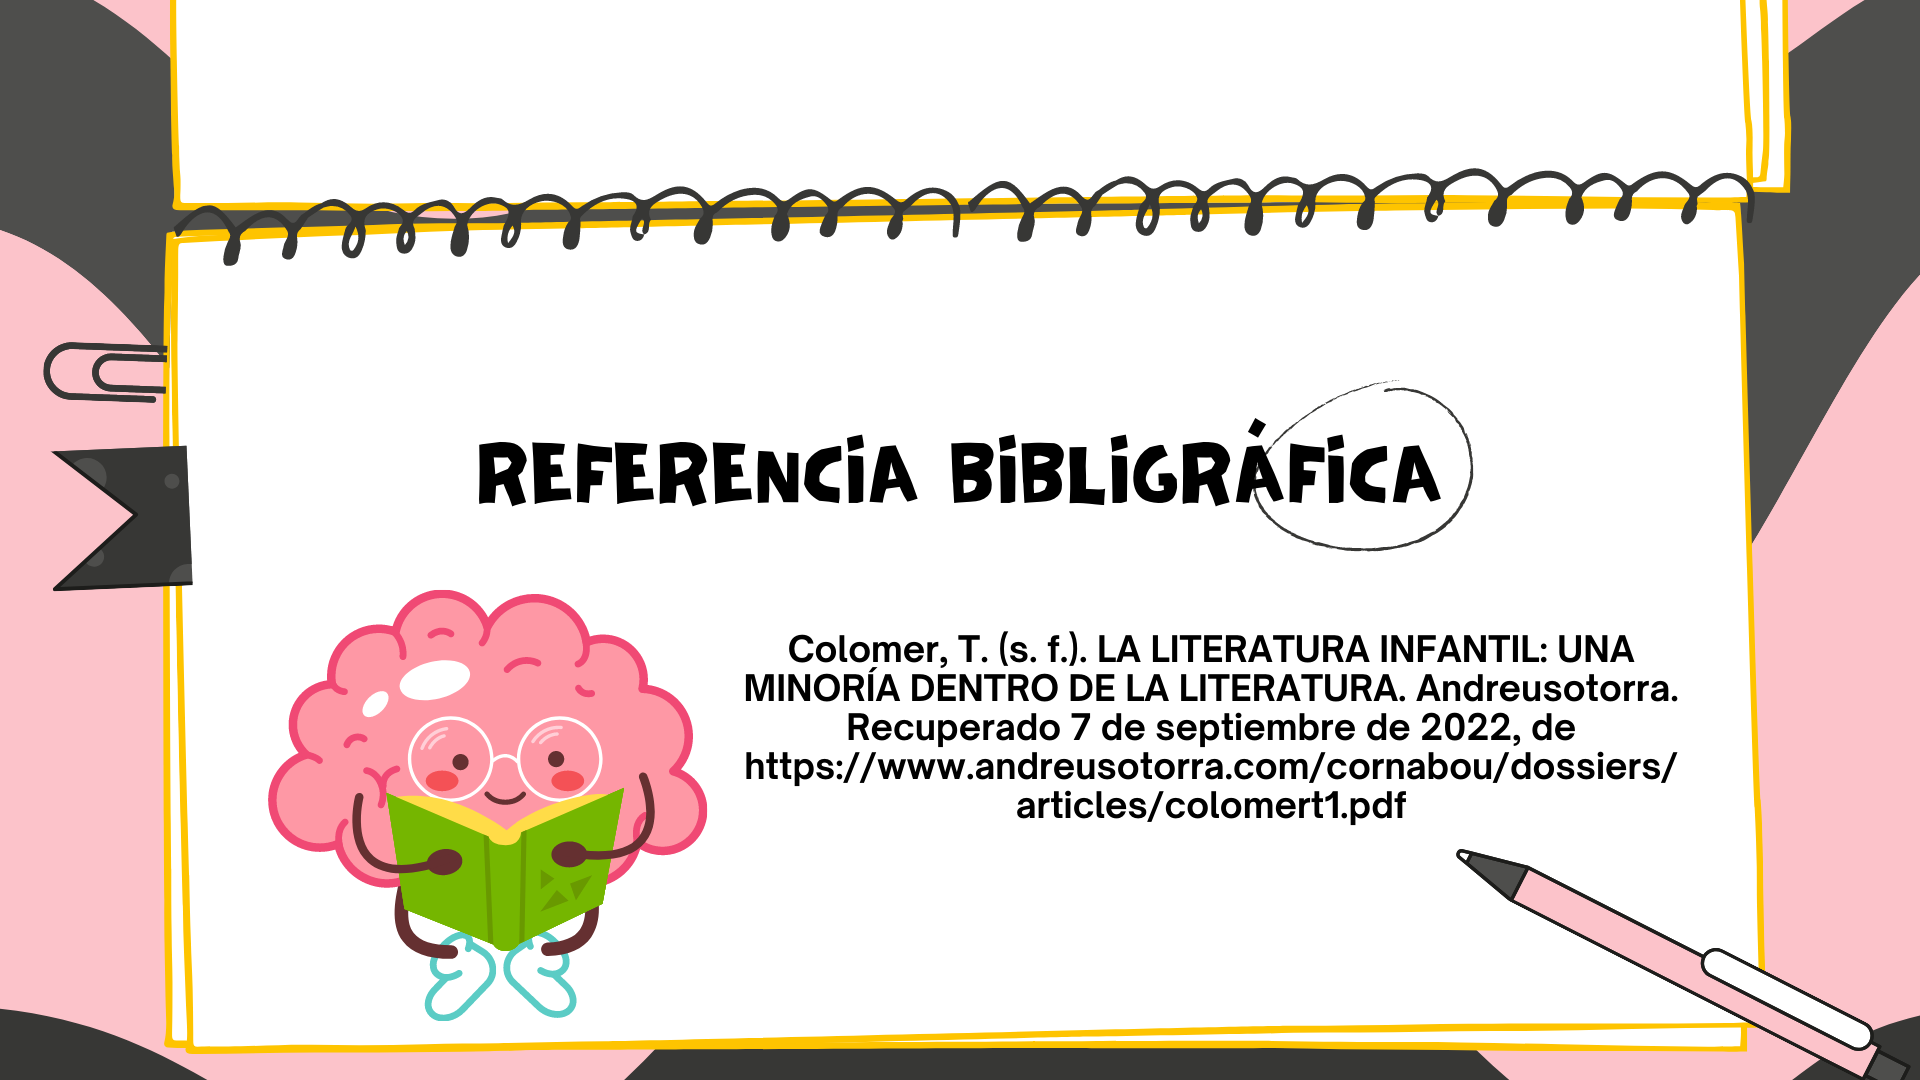 REFERENCIA BIBLIGRÁFICA
Colomer, T. (s. f.). LA LITERATURA INFANTIL: UNA
MINORÍA DENTRO DE LA LITERATURA. Andreusotorra.
Recuperado 7 de septiembre de 2022, de
https://www.andreusotorra.com/cornabou/dossiers/
articles/colomert1.pdf